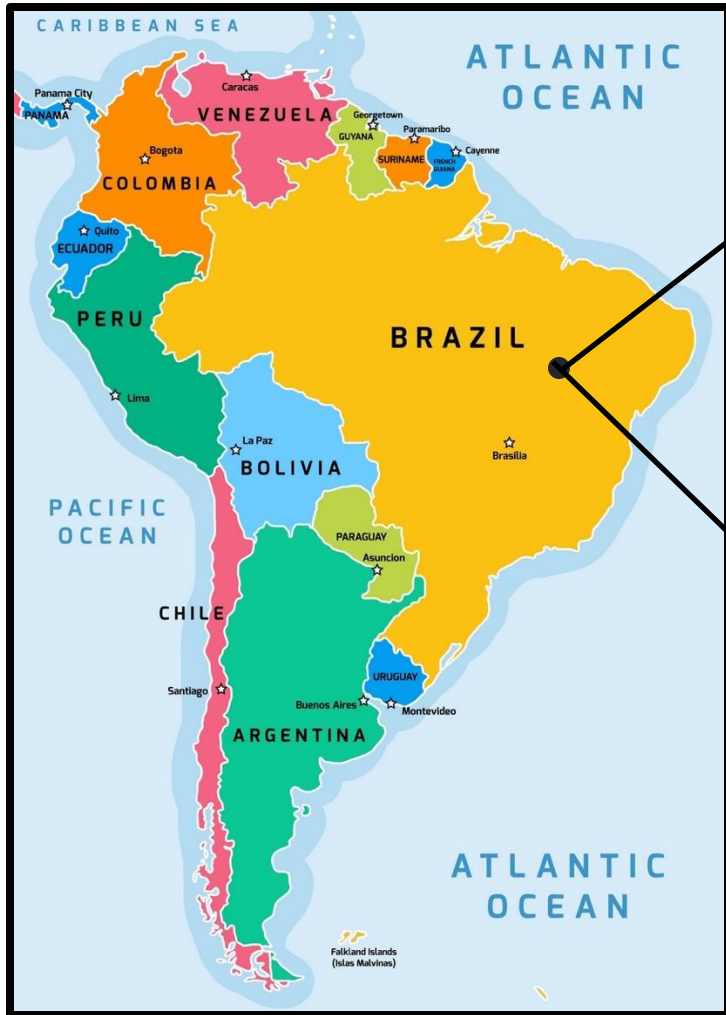 CARIBBEAN SEA
ATLANTIC
OCEAN
Panama City
PANAMA
Caracas
VENEZUELA
Georgetown
GUYANA
Paramaribo
SURINAME
Cayenne
FRENCH
GUIANA
Bogota
COLOMBIA
Quito
ECUADOR
PERU
BRAZIL
Lima
La Paz
BOLIVIA
Brasilia
PACIFIC
OCEAN
PARAGUAY
Asuncion
CHILE
URUGUAY
Santiago
Buenos Aires
Montevideo
ARGENTINA
ATLANTIC
OCEAN
Falkland Islands
(Islas Malvinas)